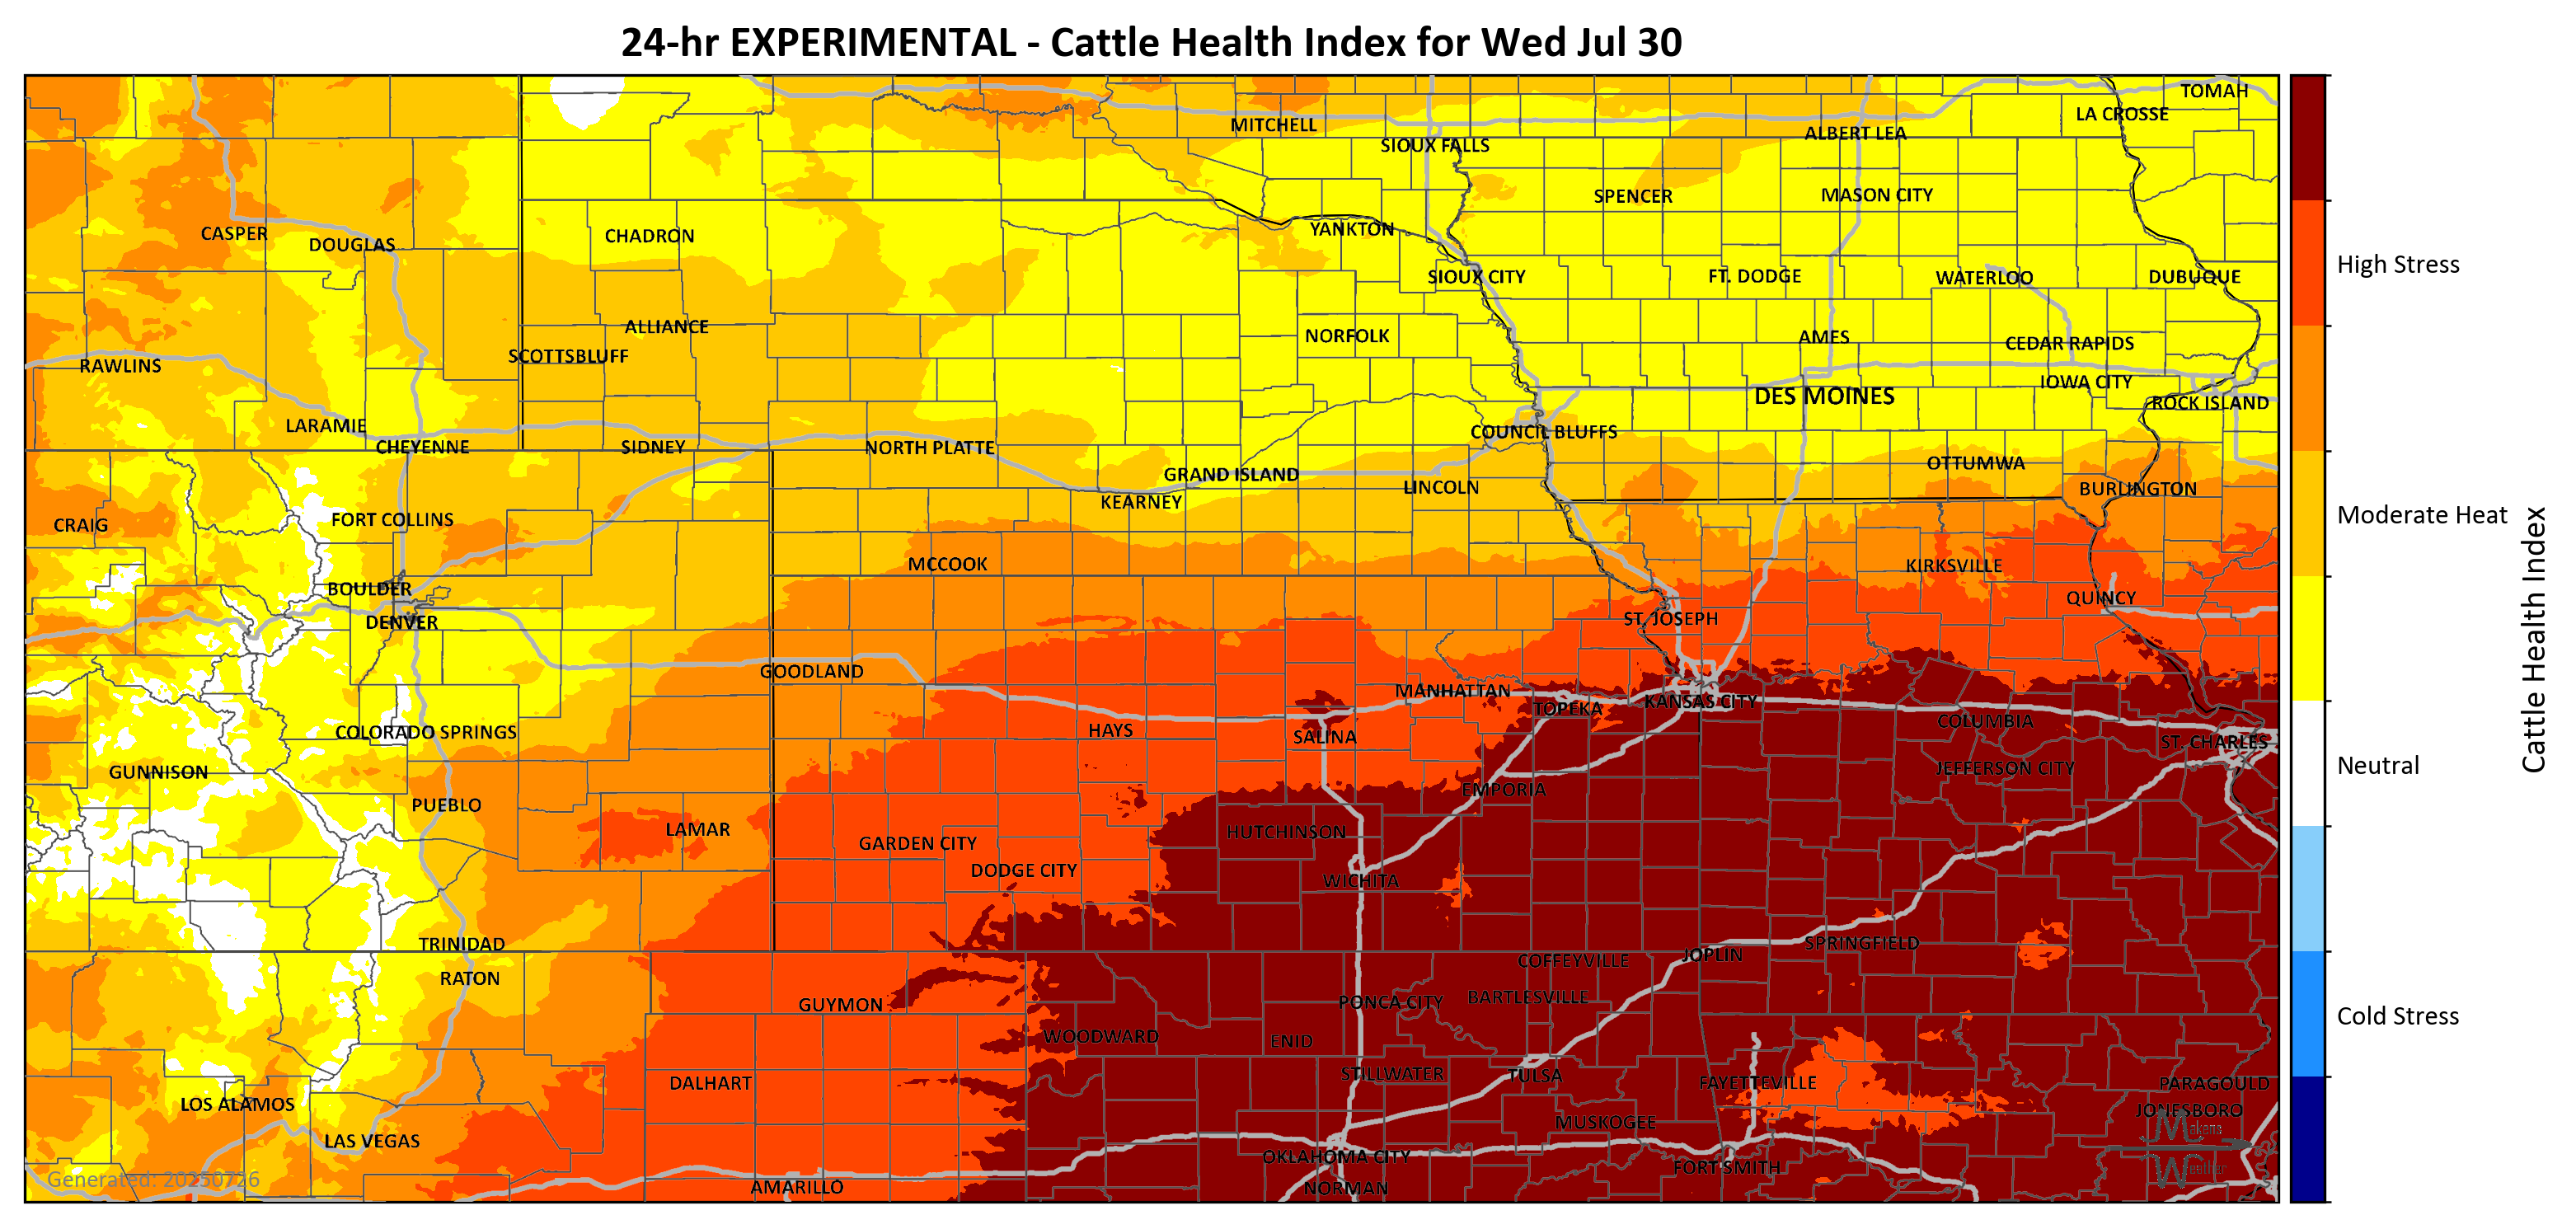 24-hr EXPERIMENTAL - Cattle Health Index for Wed Jul 30
TOMAH
LA CROSSE
MITCHELL
ALBERT LEA
SIOUX FALLS
SPENCER
MASON CITY
CASPER
DOUGLAS
CHADRON
YANKTON
SIOUX CITY
FT. DODGE
WATERLOO
DUBUQUE
High Stress
ALLIANCE
NORFOLK
AMES
CEDAR RAPIDS
SCOTTSBLUFF
RAWLINS
IOWA CITY
DES MOINES
ROCK ISLAND
LARAMIE
COUNCIL BLUFFS
CHEYENNE
SIDNEY
NORTH PLATTE
OTTUMWA
GRAND ISLAND
LINCOLN
BURLINGTON
KEARNEY
Moderate Heat
CRAIG
FORT COLLINS
MCCOOK
KIRKSVILLE
BOULDER
QUINCY
DENVER
ST. JOSEPH
Cattle Health Index
GOODLAND
MANHATTAN
KANSAS CITY
TOPEKA
COLUMBIA
COLORADO SPRINGS
HAYS
SALINA
ST. CHARLES
GUNNISON
JEFFERSON CITY
Neutral
EMPORIA
PUEBLO
LAMAR
HUTCHINSON
GARDEN CITY
DODGE CITY
WICHITA
TRINIDAD
SPRINGFIELD
JOPLIN
COFFEYVILLE
RATON
BARTLESVILLE
GUYMON
PONCA CITY
Cold Stress
WOODWARD
ENID
STILLWATER
TULSA
DALHART
FAYETTEVILLE
PARAGOULD
LOS ALAMOS
JONESBORO
MUSKOGEE
LAS VEGAS
OKLAHOMA CITY
FORT SMITH
Generated: 20250726
AMARILLO
NORMAN
Weather